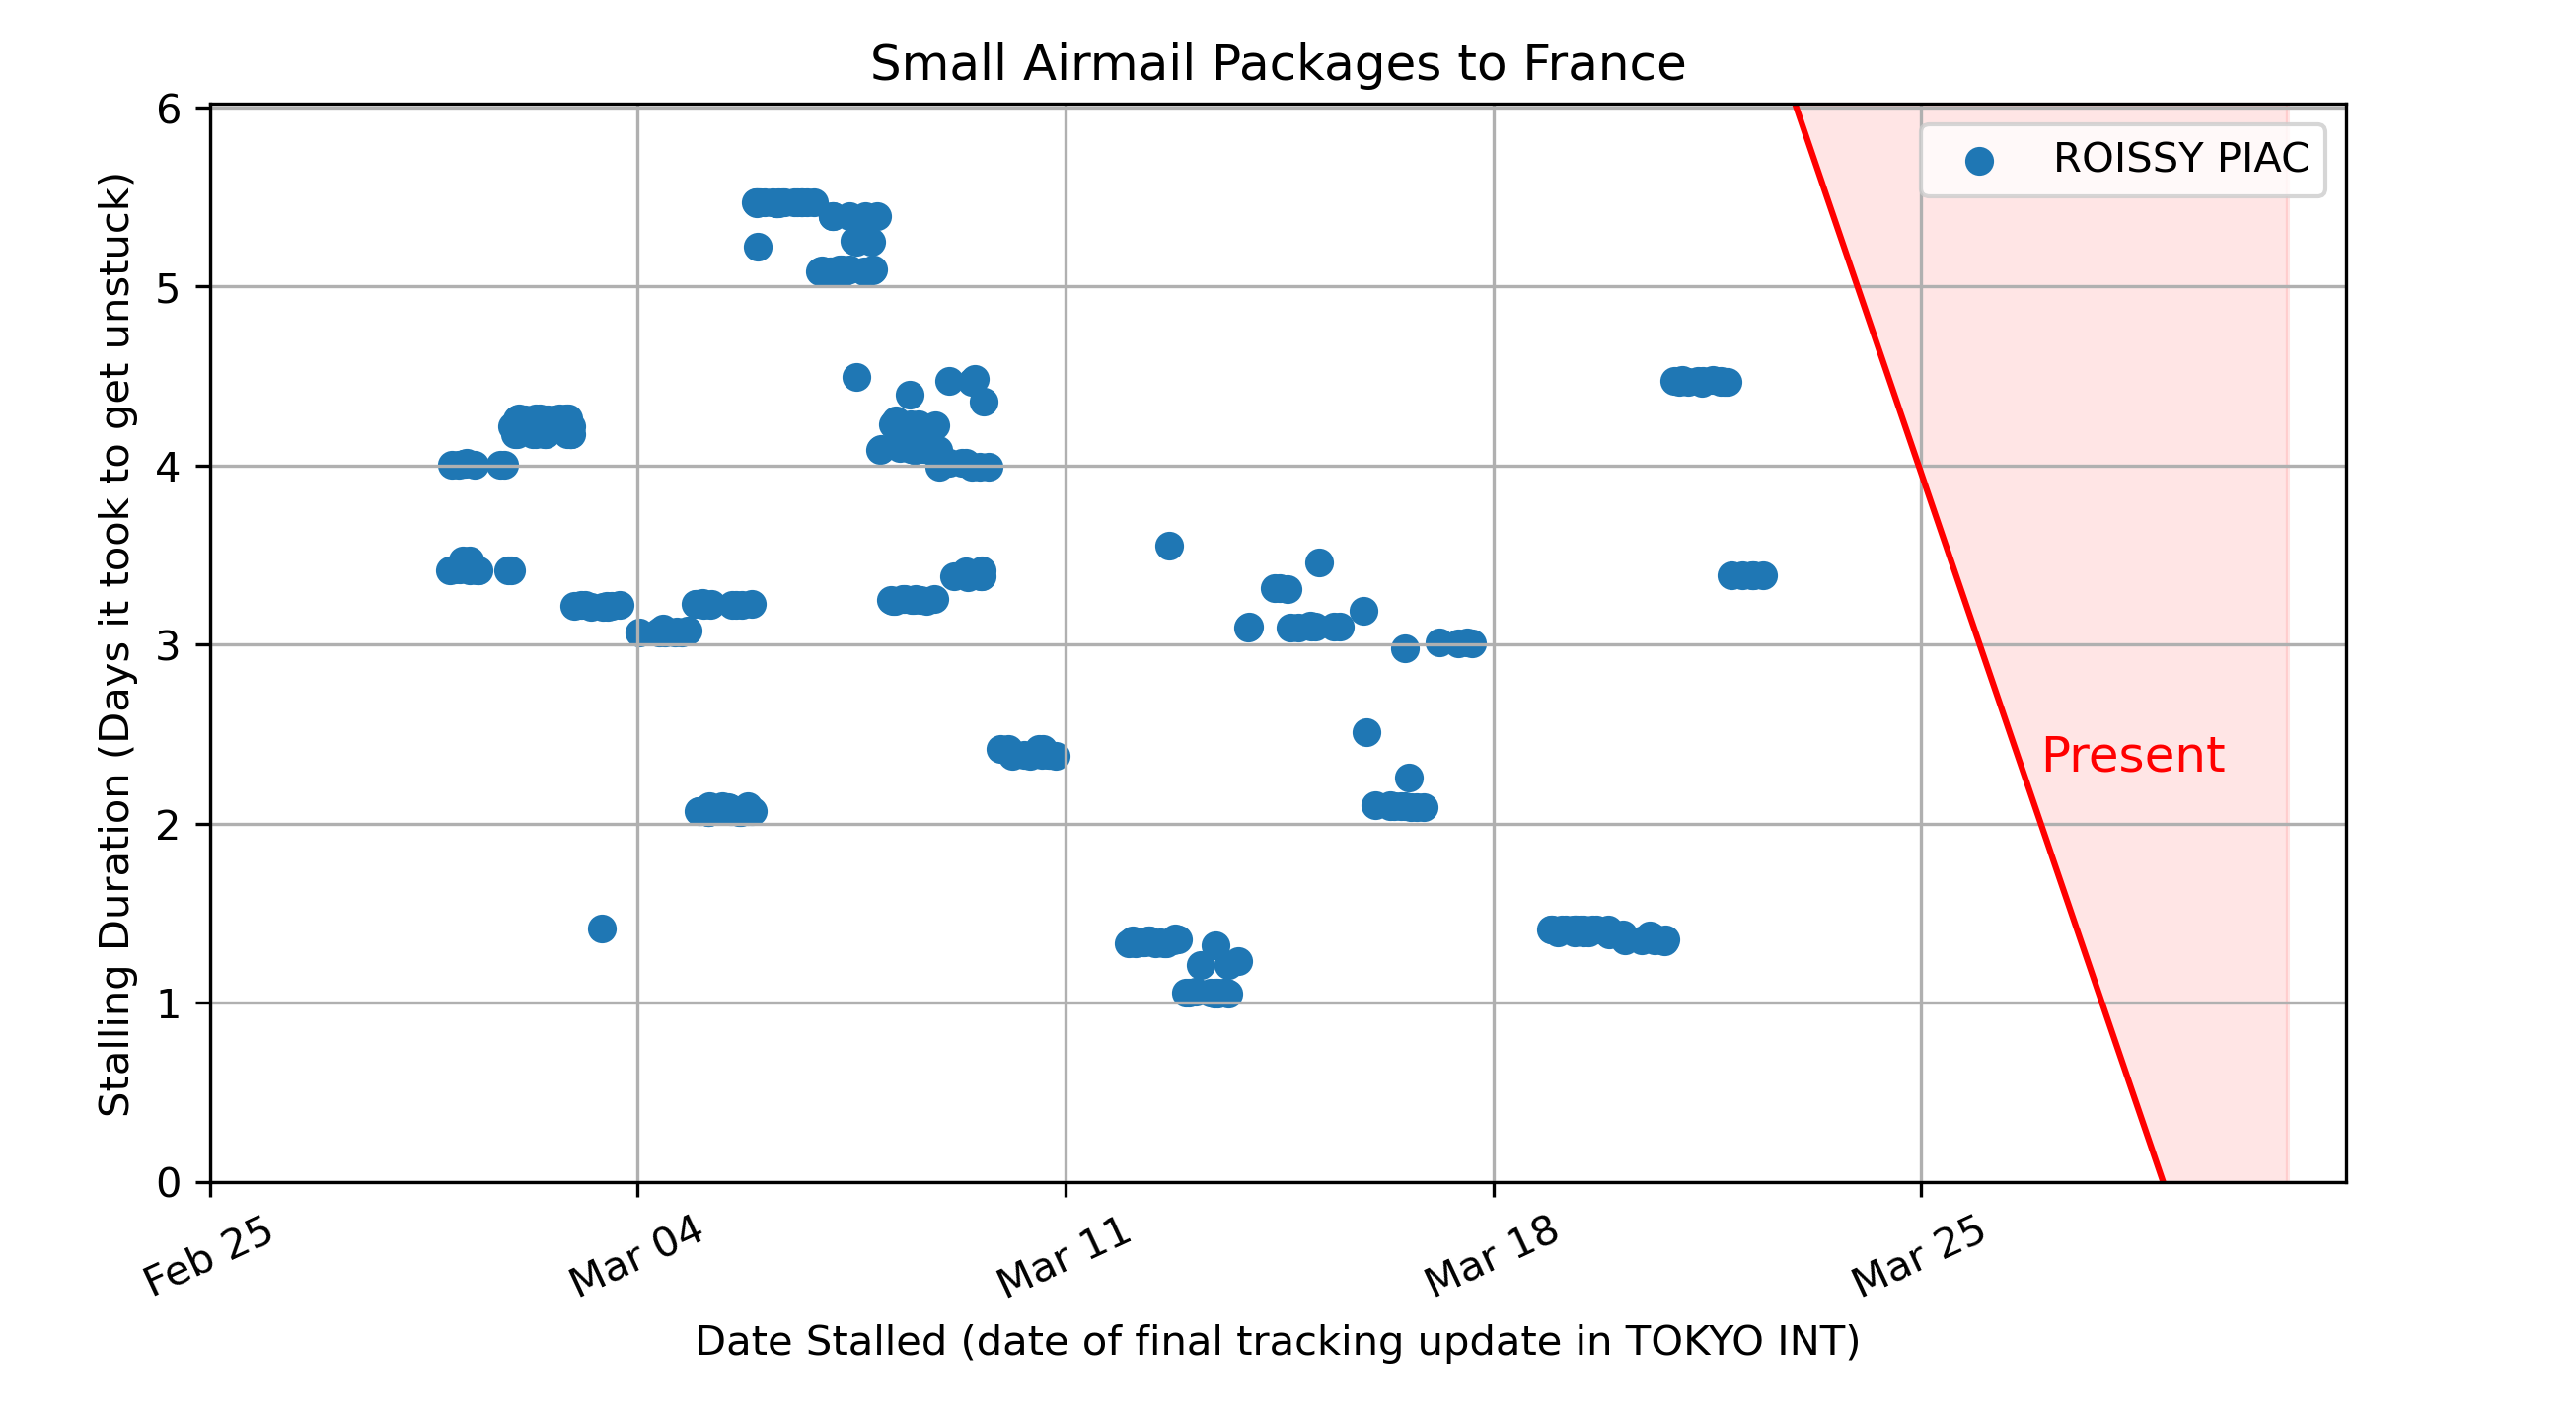 Small Airmail Packages to France
6
5
4
3
2
1
0
Stalling Duration (Days it took to get unstuck)
ROISSY PIAC
Present
Feb 25
Mar 04
Mar 11
Mar 18
Mar 25
Date Stalled (date of final tracking update in TOKYO INT)